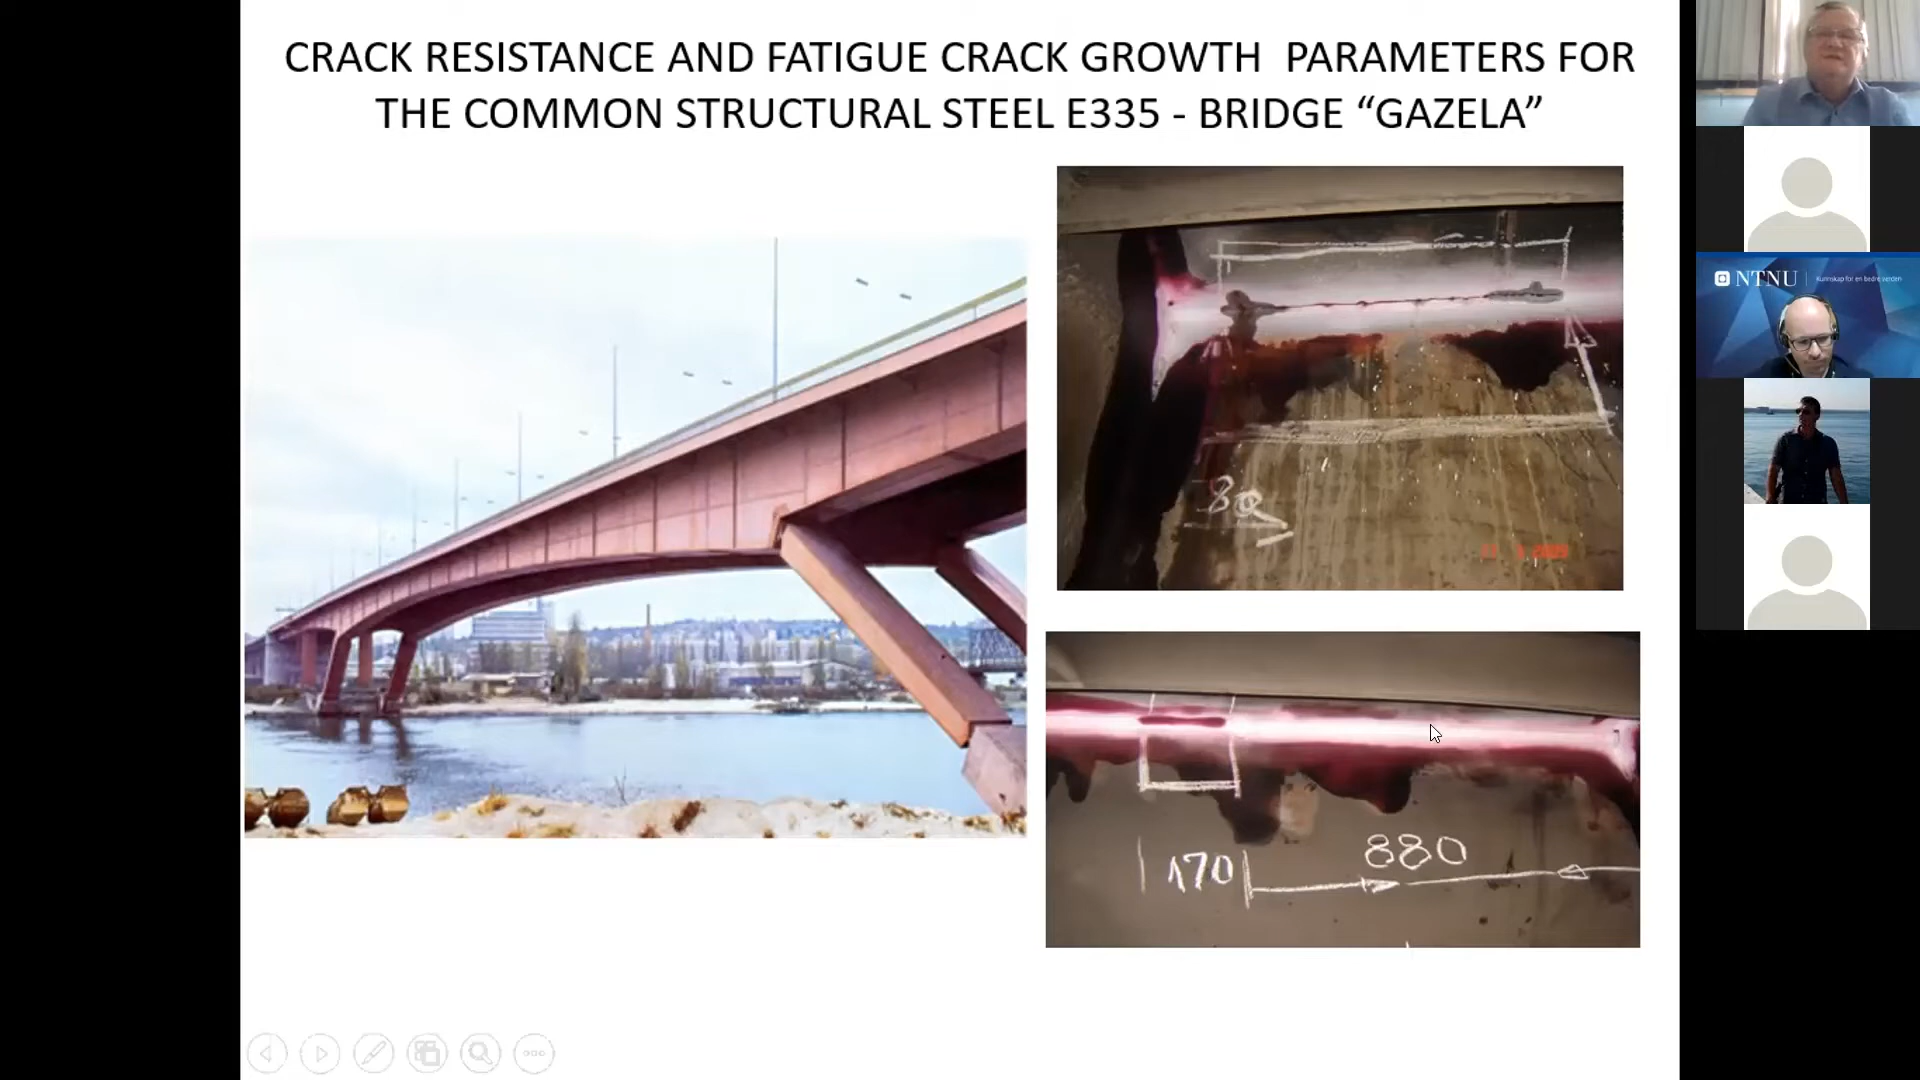 CRACK RESISTANCE AND FATIGUE CRACK GROWTH PARAMETERS FOR
THE COMMON STRUCTURAL STEEL E335 - BRIDGE “GAZELA”
NTNU
Kunnskap for en bedre verden
80
170
880